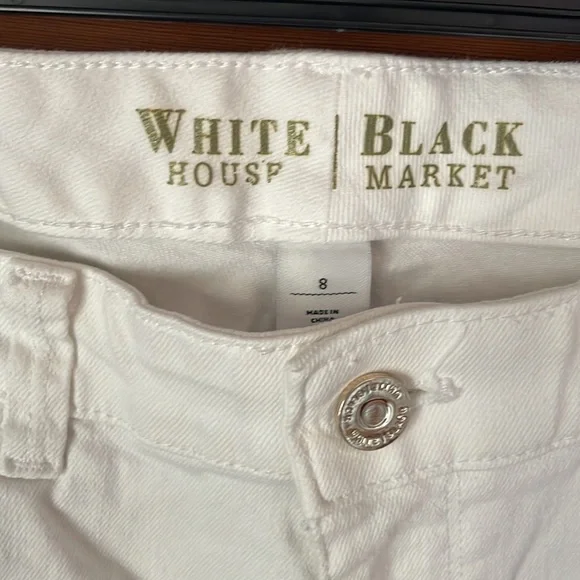 WHITE | BLACK
HOUSE | MARKET
8
MADE IN
CHINA